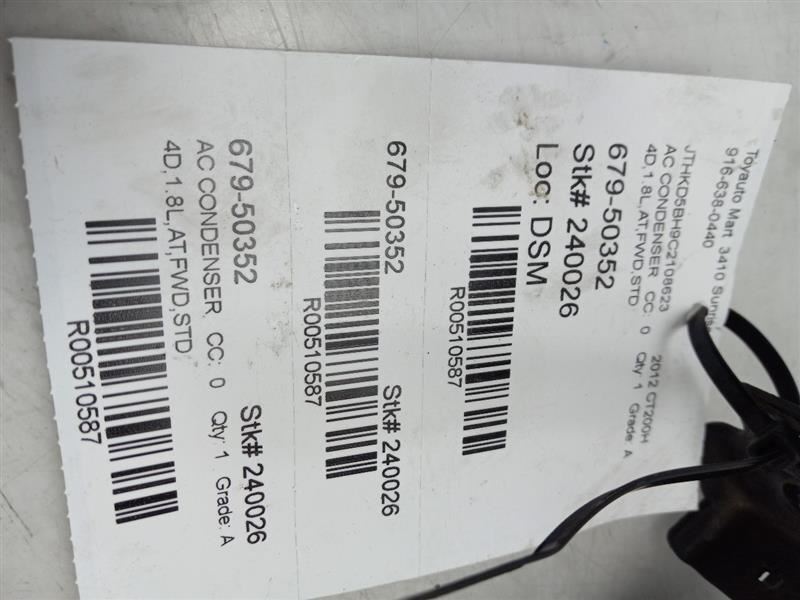 Toyauto Mart 3410
916-638-0440
JTHKD5BH9C2108623 2012 CT200H
AC CONDENSER CC: 0 Qty: 1 Grade: A
4D,1.8L,AT,FWD,STD
679-50352
Stk# 240026
Loc: DSM
R00510587
679-50352 Stk# 240026
R00510587
679-50352 Stk# 240026
AC CONDENSER CC: 0 Qty: 1 Grade: A
4D,1.8L,AT,FWD,STD
R00510587